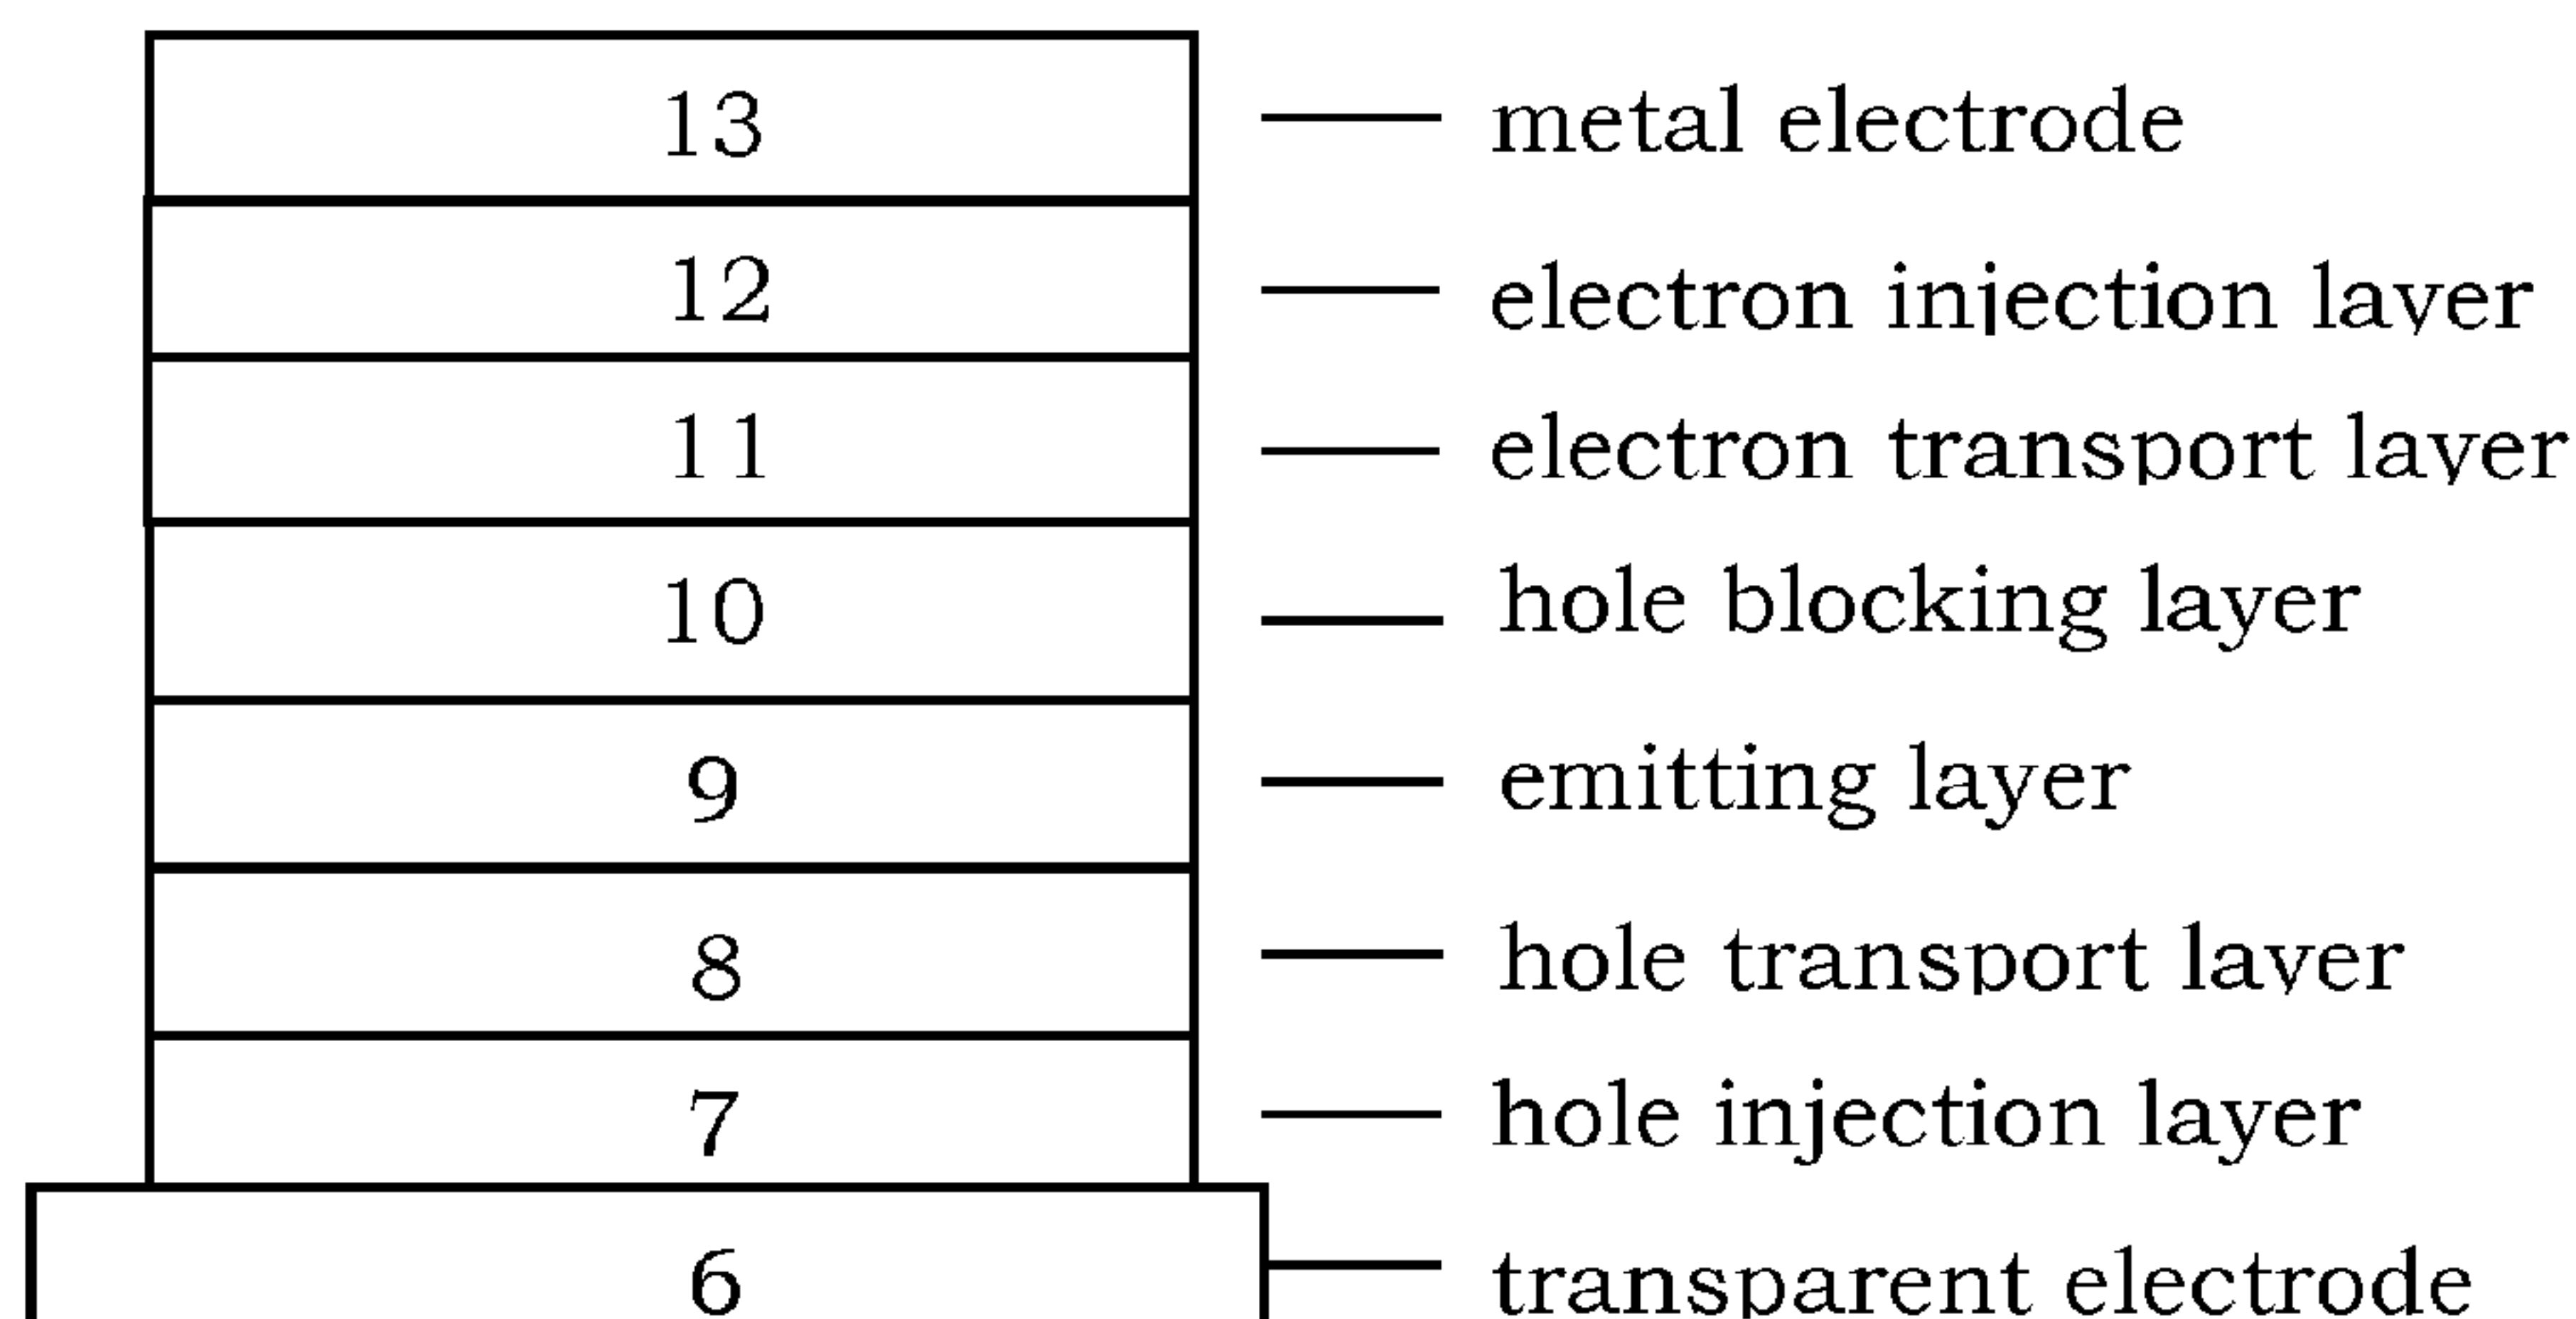 13 metal electrode
12 electron injection layer
11 electron transport layer
10 hole blocking layer
9 emitting layer
8 hole transport layer
7 hole injection layer
6 transparent electrode